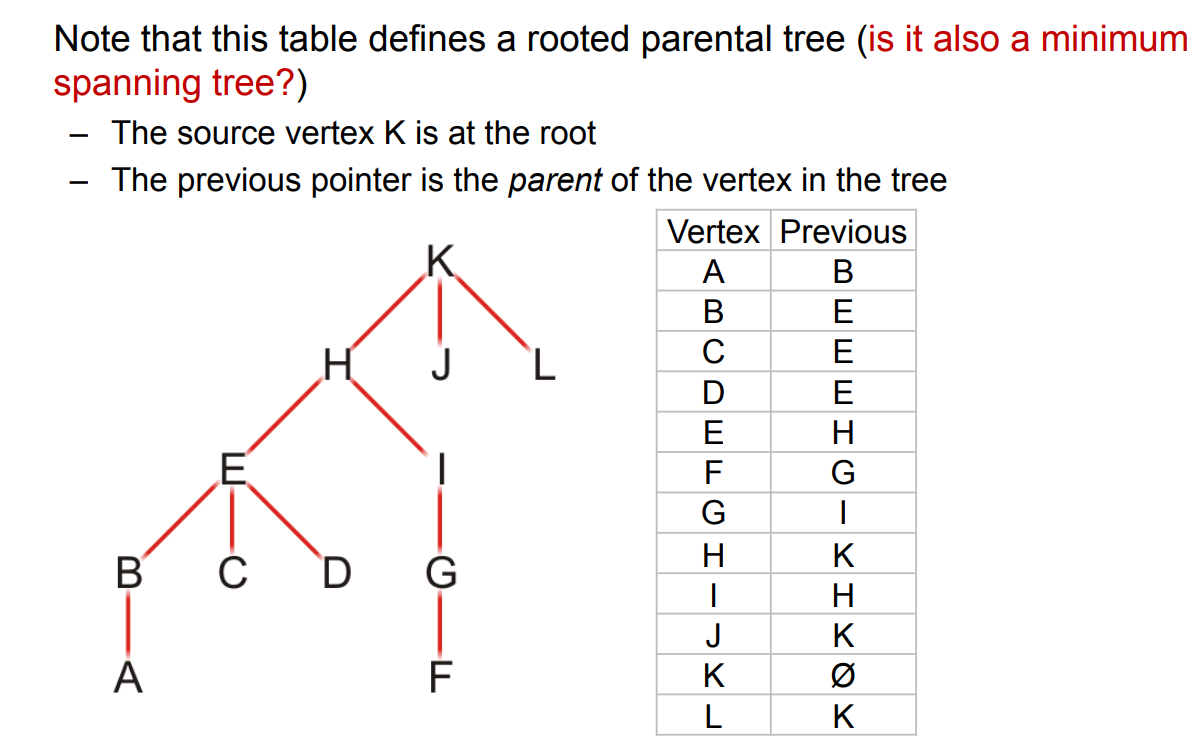 Note that this table defines a rooted parental tree (is it also a minimum
spanning tree?)
– The source vertex K is at the root
– The previous pointer is the parent of the vertex in the tree
K
H J L
E I
B C D G
A F
Vertex Previous
A B
B E
C E
D E
E H
F G
G I
H K
I H
J K
K Ø
L K